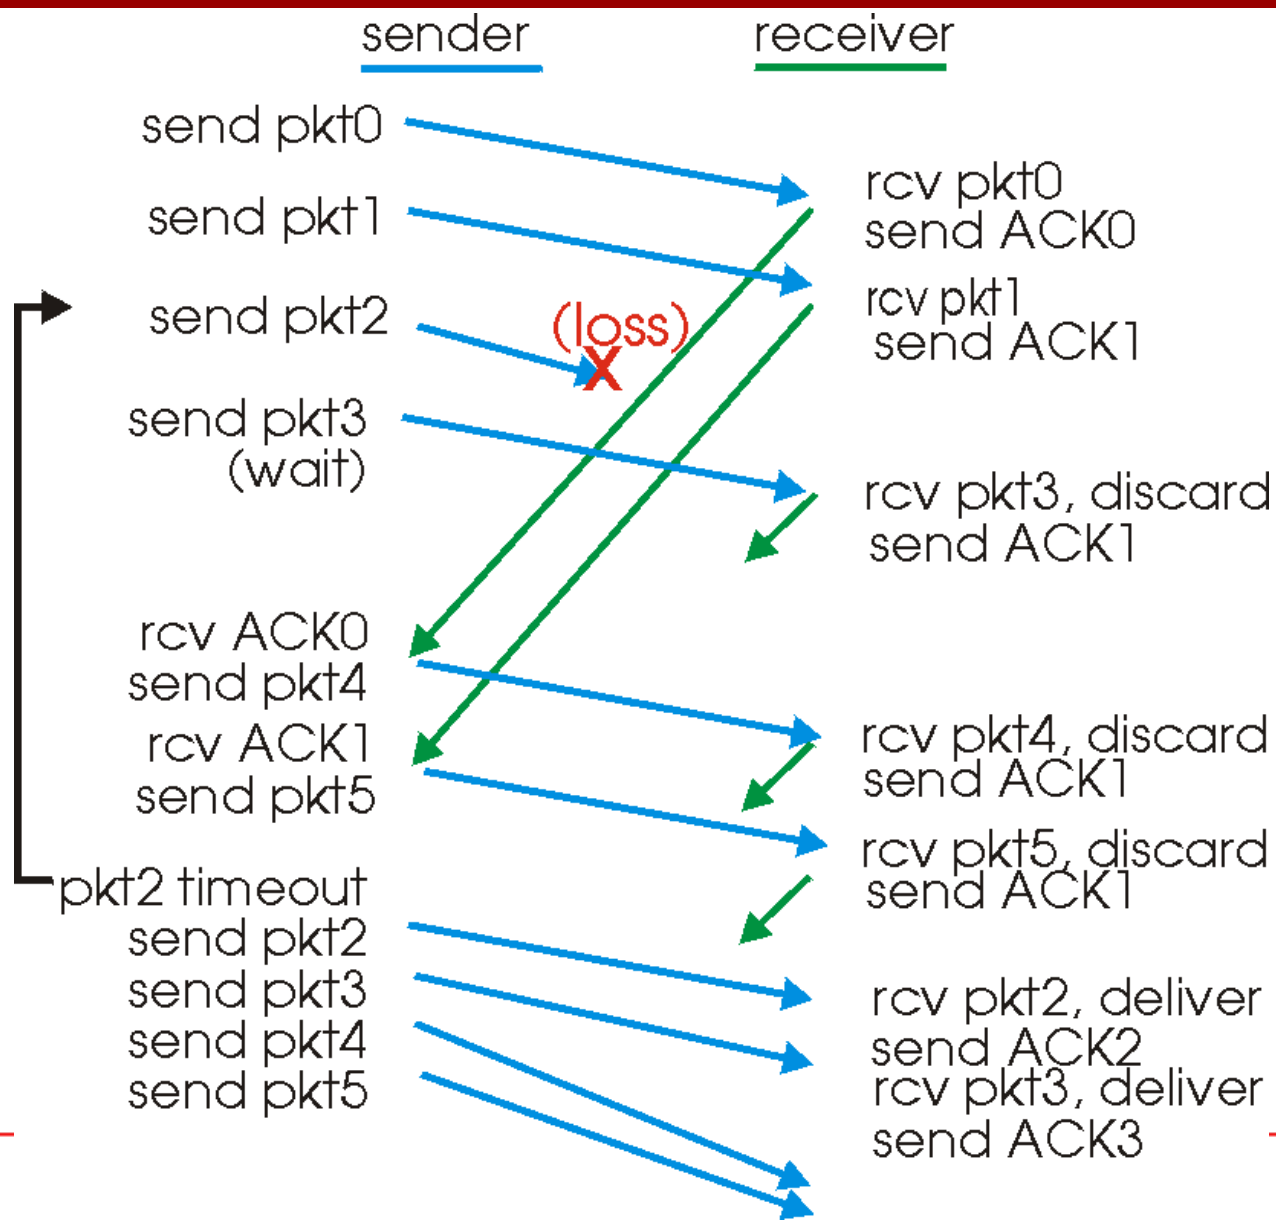 sender
receiver
send pkt0
rcv pkt0
send ACK0
send pkt1
rcv pkt1
send ACK1
send pkt2
(loss)
X
send pkt3
(wait)
rcv pkt3, discard
send ACK1
rcv ACK0
send pkt4
rcv ACK1
send pkt5
rcv pkt4, discard
send ACK1
rcv pkt5, discard
send ACK1
pkt2 timeout
send pkt2
send pkt3
send pkt4
send pkt5
rcv pkt2, deliver
send ACK2
rcv pkt3, deliver
send ACK3